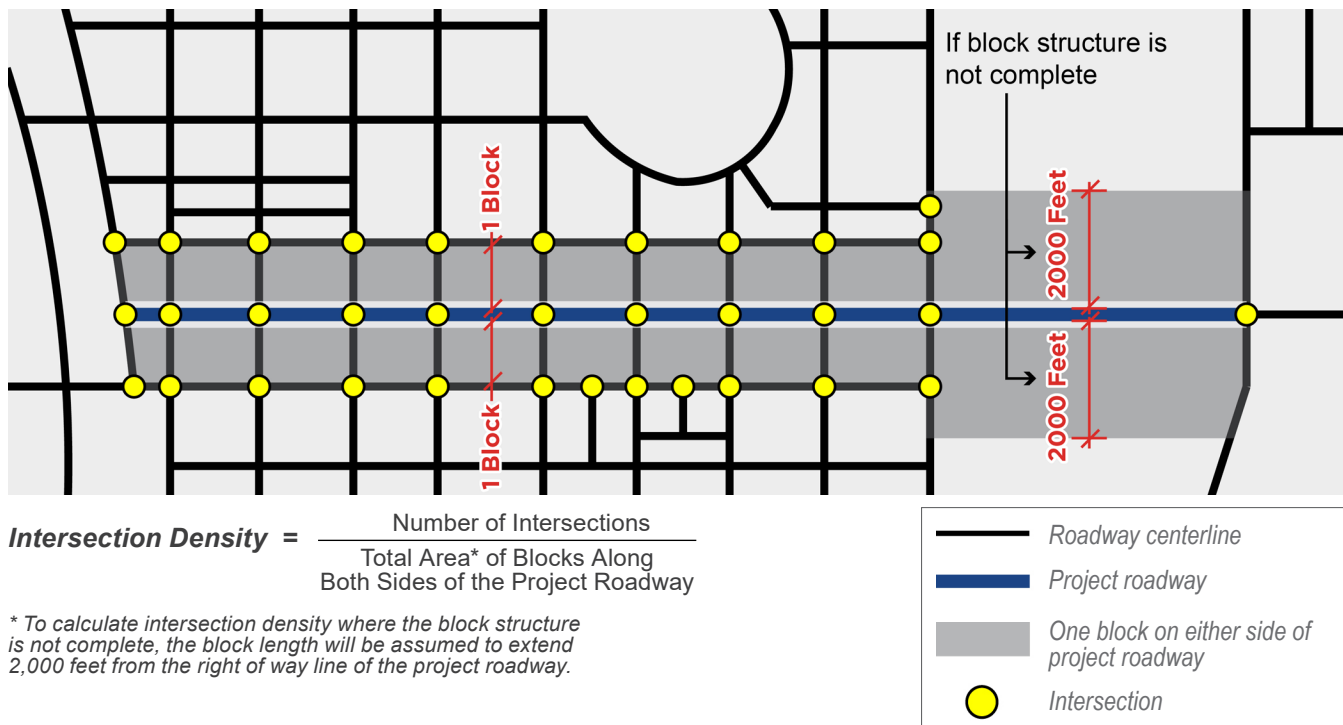 If block structure is
not complete
1 Block
2000 Feet
1 Block
2000 Feet
Intersection Density =
Number of Intersections
Total Area* of Blocks Along
Both Sides of the Project Roadway
* To calculate intersection density where the block structure
is not complete, the block length will be assumed to extend
2,000 feet from the right of way line of the project roadway.
Roadway centerline
Project roadway
One block on either side of
project roadway
Intersection